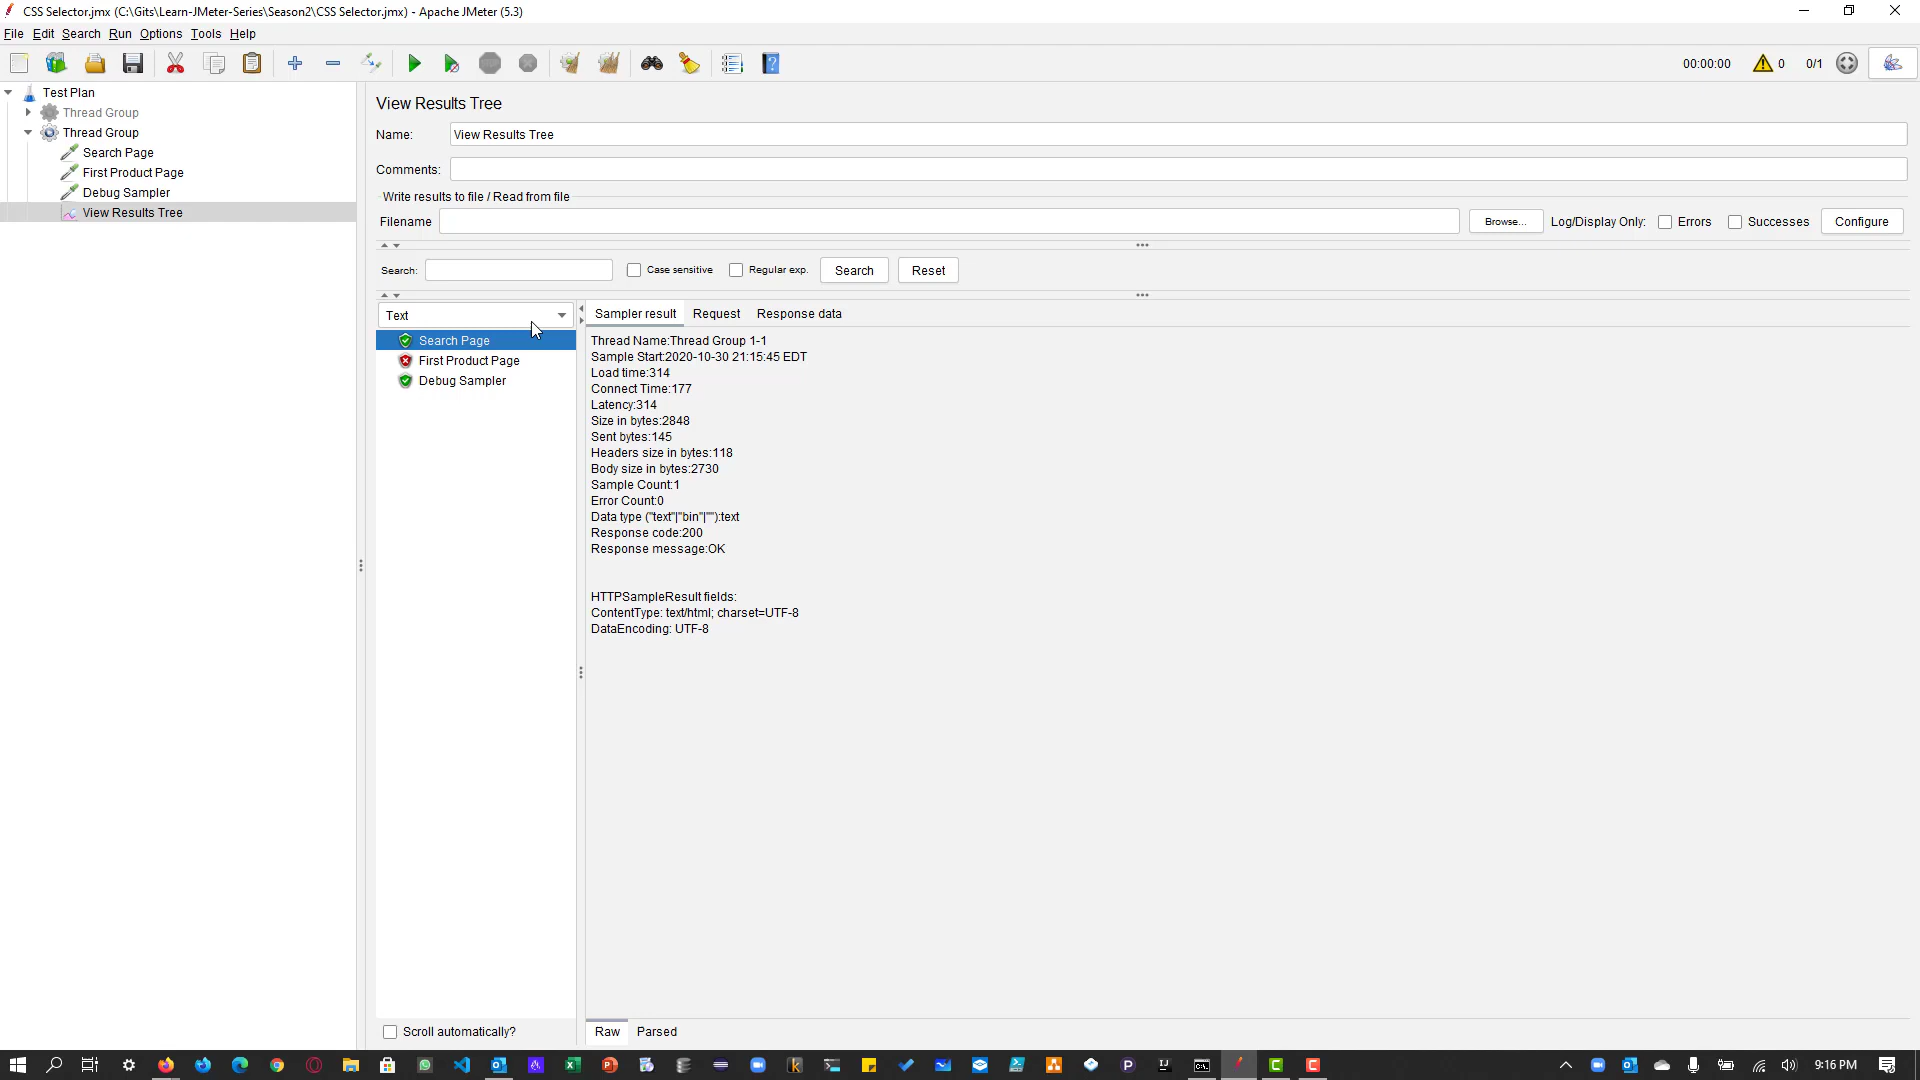 CSS Selector.jmx (C:\Gits\Learn-JMeter-Series\Season2\CSS Selector.jmx) - Apache JMeter (5.3)
File Edit Search Run Options Tools Help
00:00:00 0 0/1
Test Plan
Thread Group
Thread Group
Search Page
First Product Page
Debug Sampler
View Results Tree
View Results Tree
Name: View Results Tree
Comments:
Write results to file / Read from file
Filename Browse... Log/Display Only: Errors Successes Configure
Search: Case sensitive Regular exp. Search Reset
Text
Search Page
First Product Page
Debug Sampler
Scroll automatically?
Sampler result Request Response data
Thread Name:Thread Group 1-1
Sample Start:2020-10-30 21:15:45 EDT
Load time:314
Connect Time:177
Latency:314
Size in bytes:2848
Sent bytes:145
Headers size in bytes:118
Body size in bytes:2730
Sample Count:1
Error Count:0
Data type ("text"|"bin"|""):text
Response code:200
Response message:OK
HTTPSampleResult fields:
ContentType: text/html; charset=UTF-8
DataEncoding: UTF-8
Raw Parsed
9:16 PM